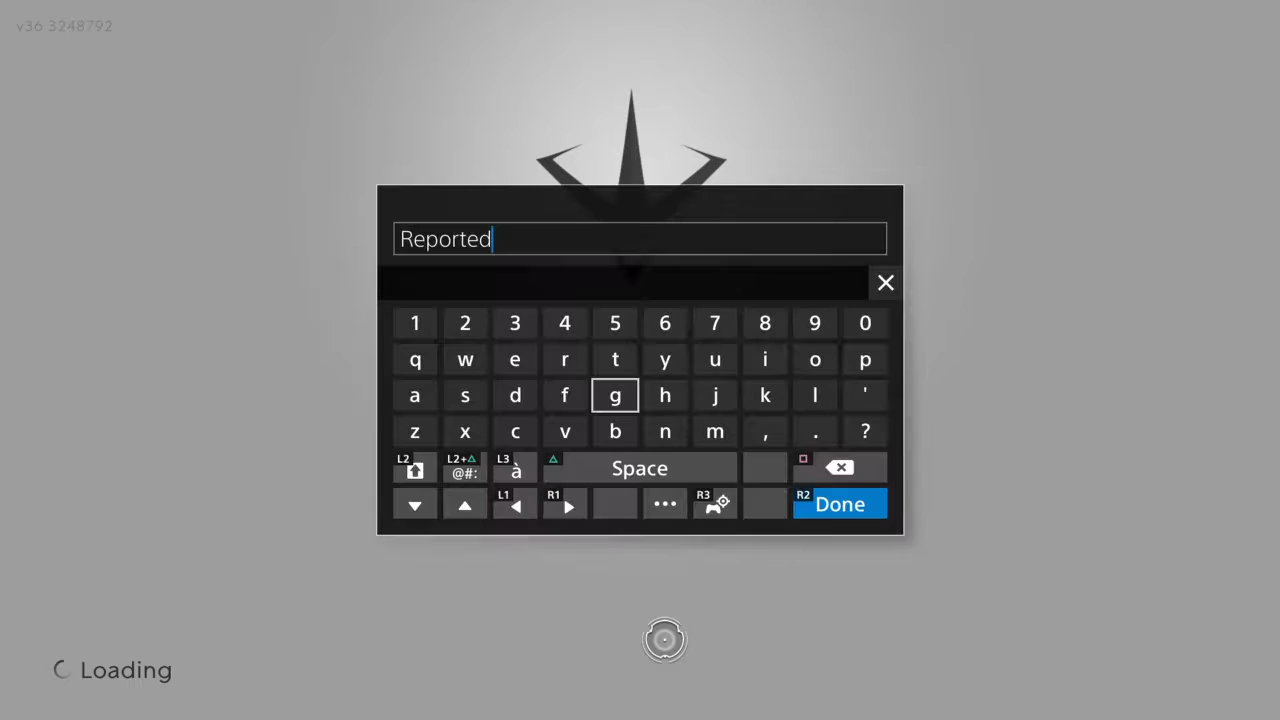 v36.3248792
Reported
1 2 3 4 5 6 7 8 9 0
q w e r t y u i o p
a s d f g h j k l '
z x c v b n m , . ?
L2 L2+△ @#: L3 à △ Space □
L1 R1 ... R3 R2 Done
Loading